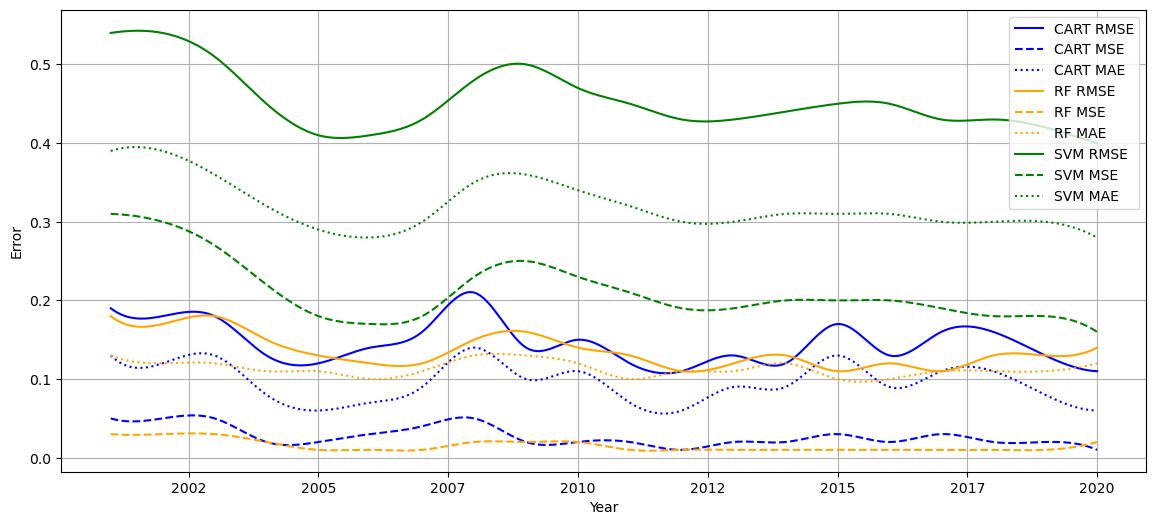 CART RMSE
CART MSE
CART MAE
RF RMSE
RF MSE
RF MAE
SVM RMSE
SVM MSE
SVM MAE
0.5
0.4
0.3
0.2
0.1
0.0
Error
2002 2005 2007 2010 2012 2015 2017 2020
Year